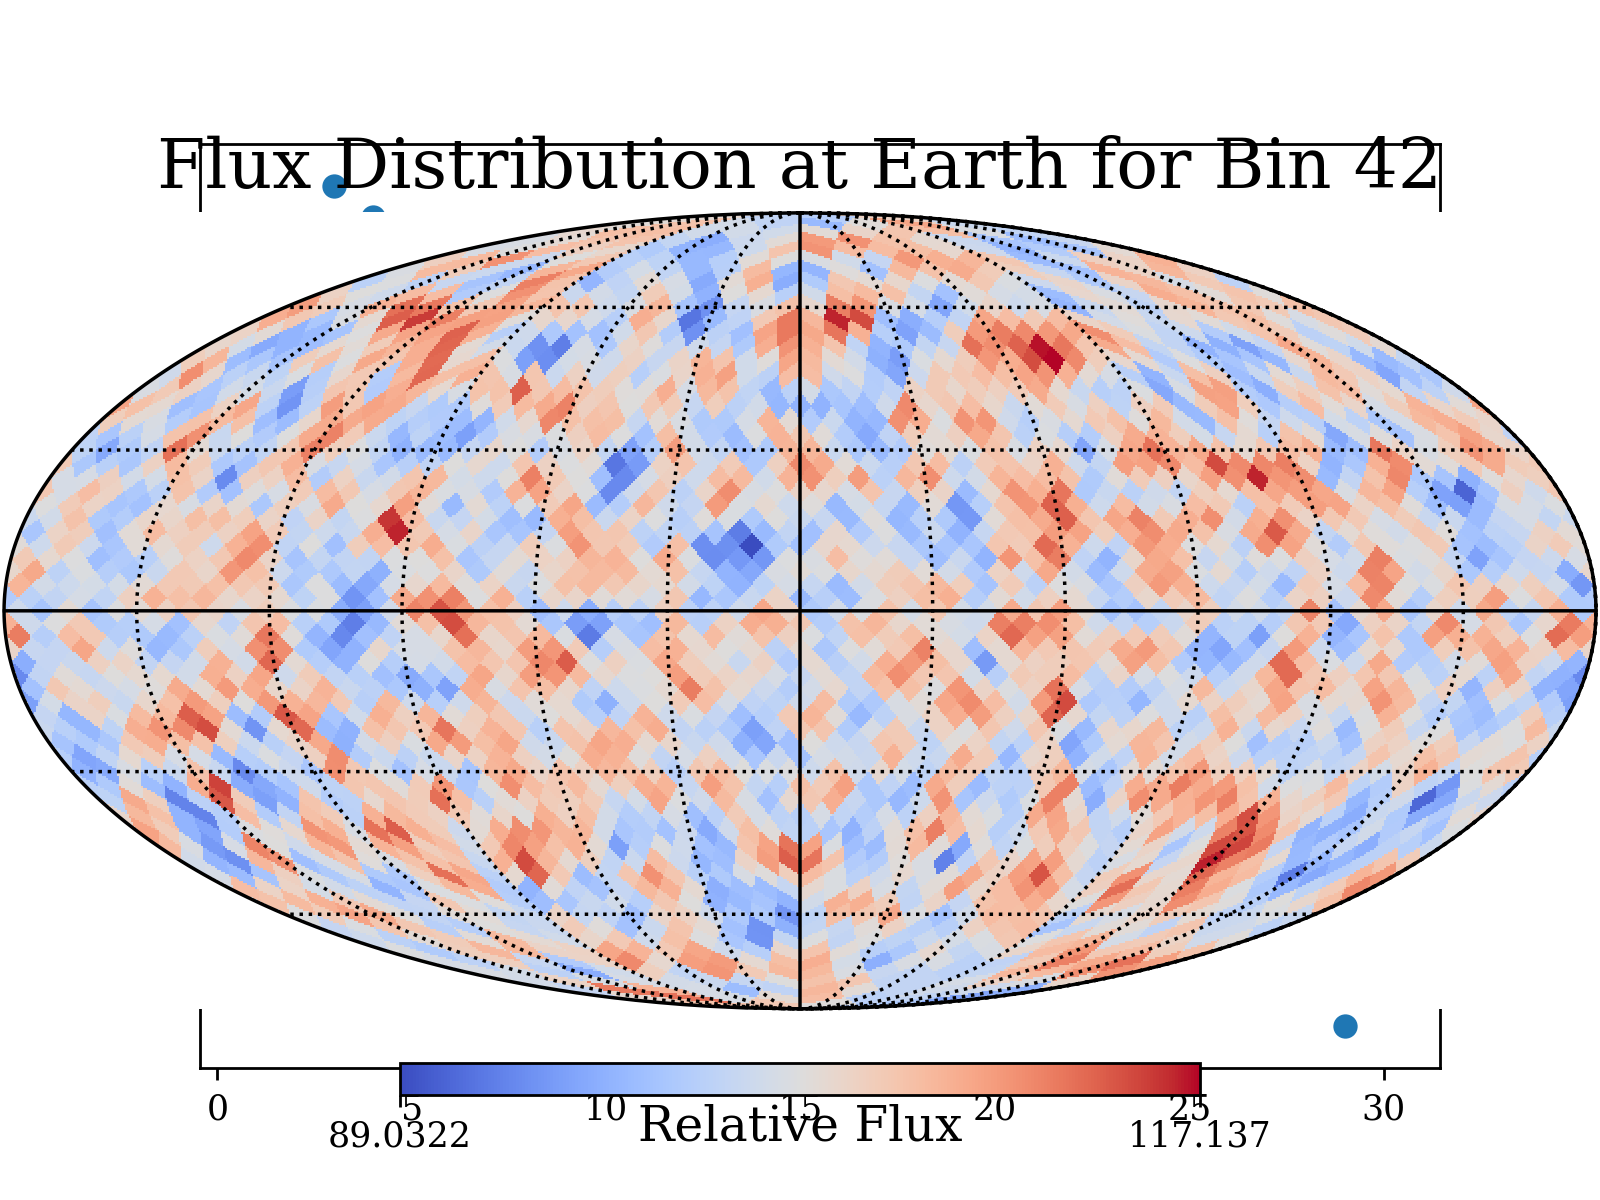 Flux Distribution at Earth for Bin 42
0 5 10 15 20 25 30
Relative Flux
89.0322 117.137